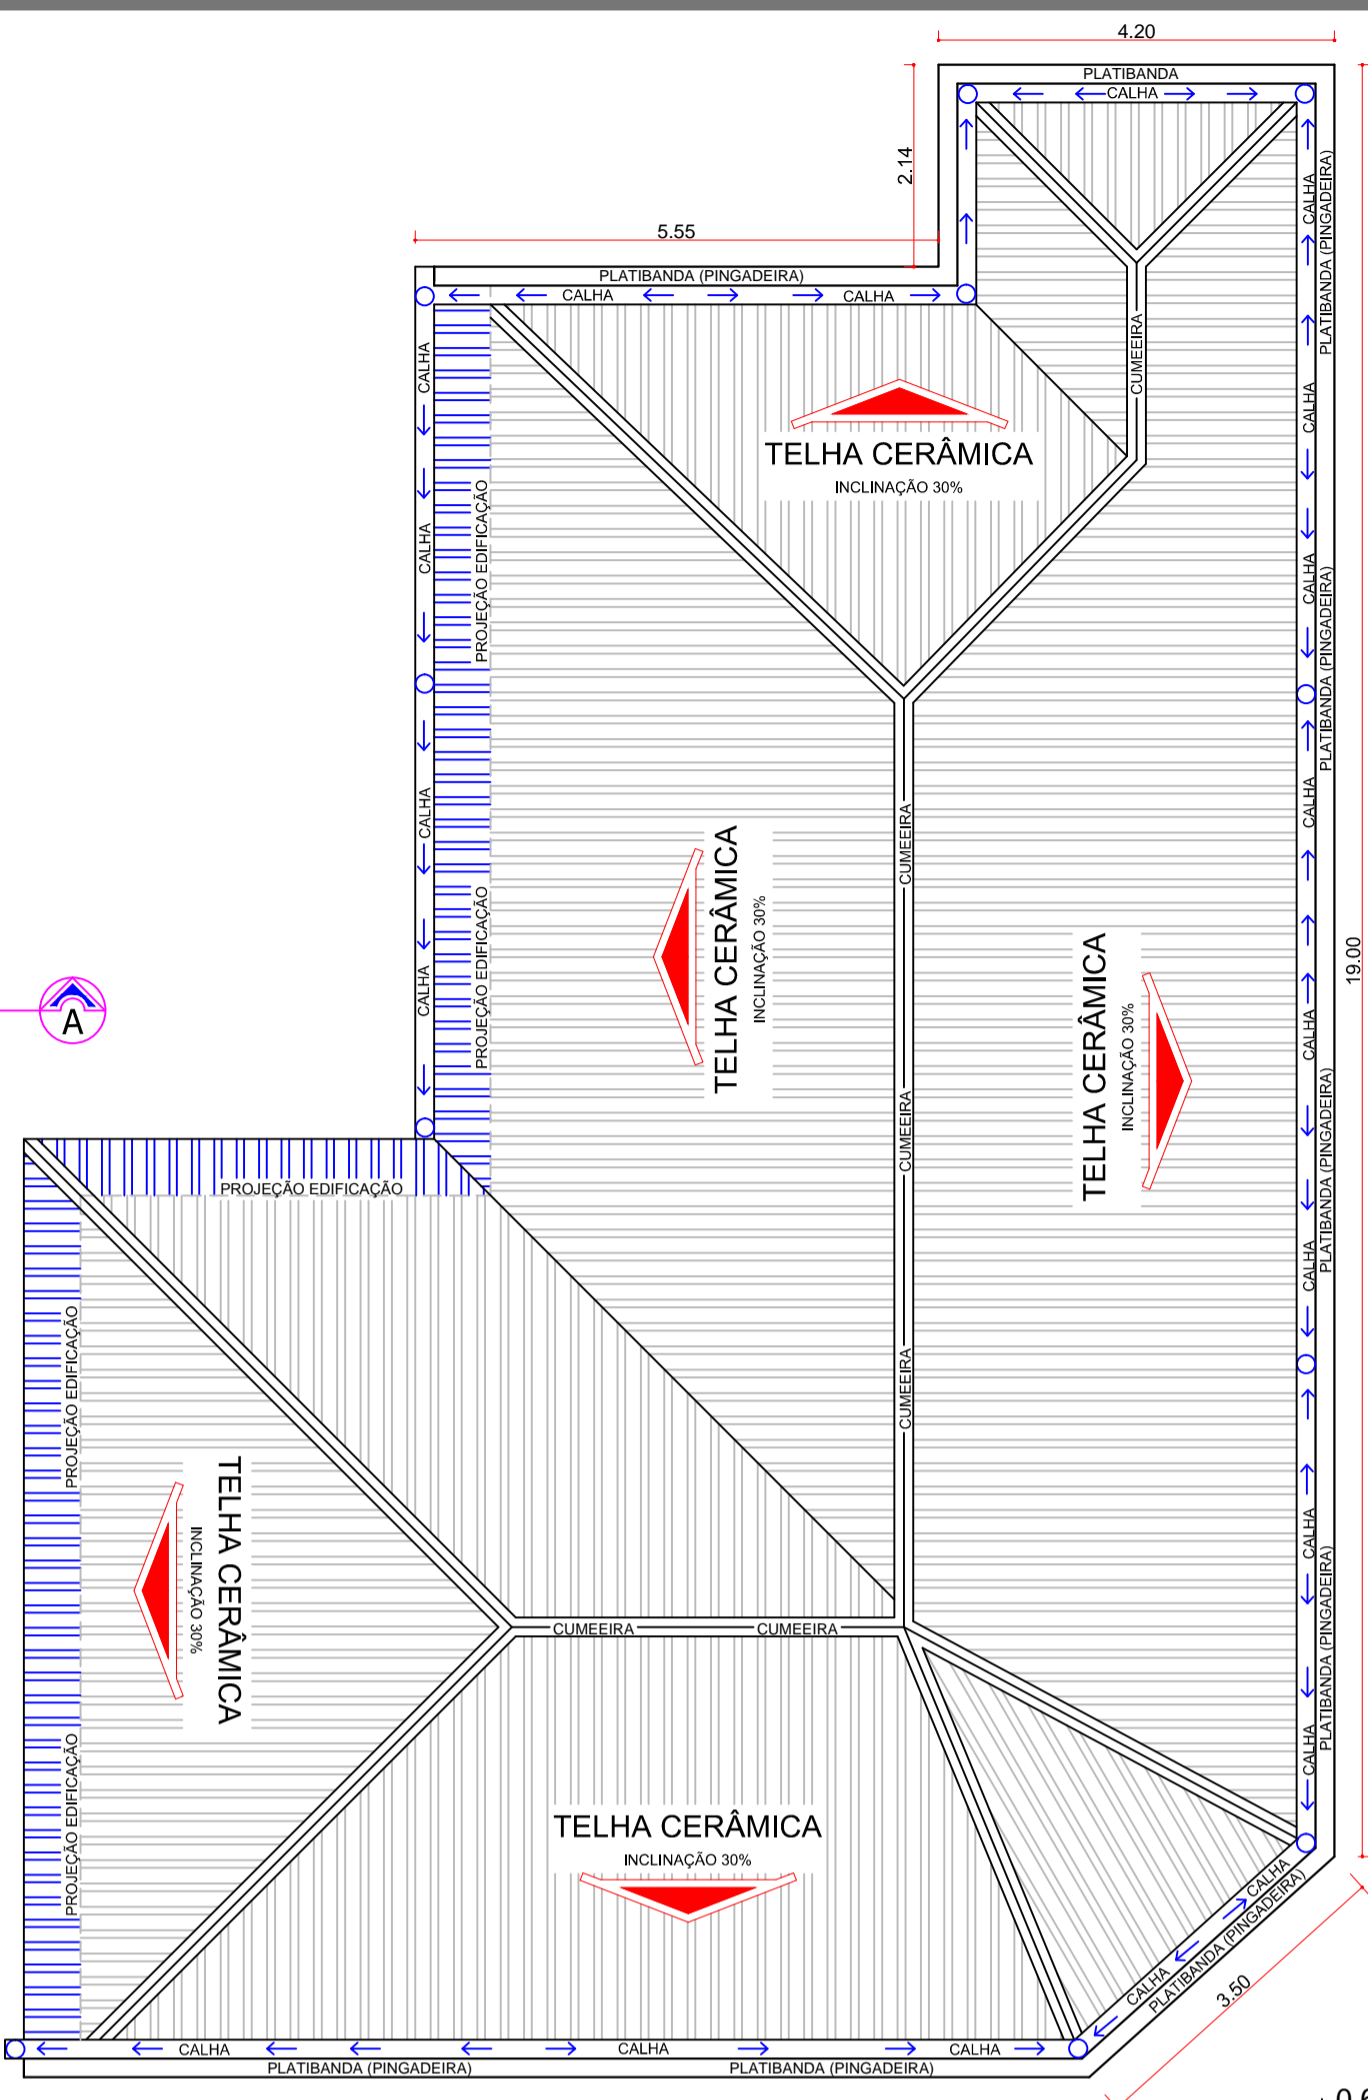 4.20
PLATIBANDA
CALHA
2.14
CALHA
PLATIBANDA (PINGADEIRA)
5.55
PLATIBANDA (PINGADEIRA)
CALHA
CALHA
CUMEEIRA
CALHA
CALHA
TELHA CERÂMICA
INCLINAÇÃO 30%
CALHA
PROJEÇÃO EDIFICAÇÃO
CALHA
PLATIBANDA (PINGADEIRA)
CALHA
CUMEEIRA
CALHA
CALHA
PROJEÇÃO EDIFICAÇÃO
TELHA CERÂMICA
INCLINAÇÃO 30%
TELHA CERÂMICA
INCLINAÇÃO 30%
19.00
A
CALHA
CALHA
CUMEEIRA
PLATIBANDA (PINGADEIRA)
PROJEÇÃO EDIFICAÇÃO
CALHA
PROJEÇÃO EDIFICAÇÃO
CUMEEIRA
CALHA
TELHA CERÂMICA
INCLINAÇÃO 30%
CUMEEIRA
CUMEEIRA
PLATIBANDA (PINGADEIRA)
CALHA
PROJEÇÃO EDIFICAÇÃO
TELHA CERÂMICA
INCLINAÇÃO 30%
CALHA
PLATIBANDA (PINGADEIRA)
CALHA
3.50
CALHA
CALHA
CALHA
PLATIBANDA (PINGADEIRA)
PLATIBANDA (PINGADEIRA)